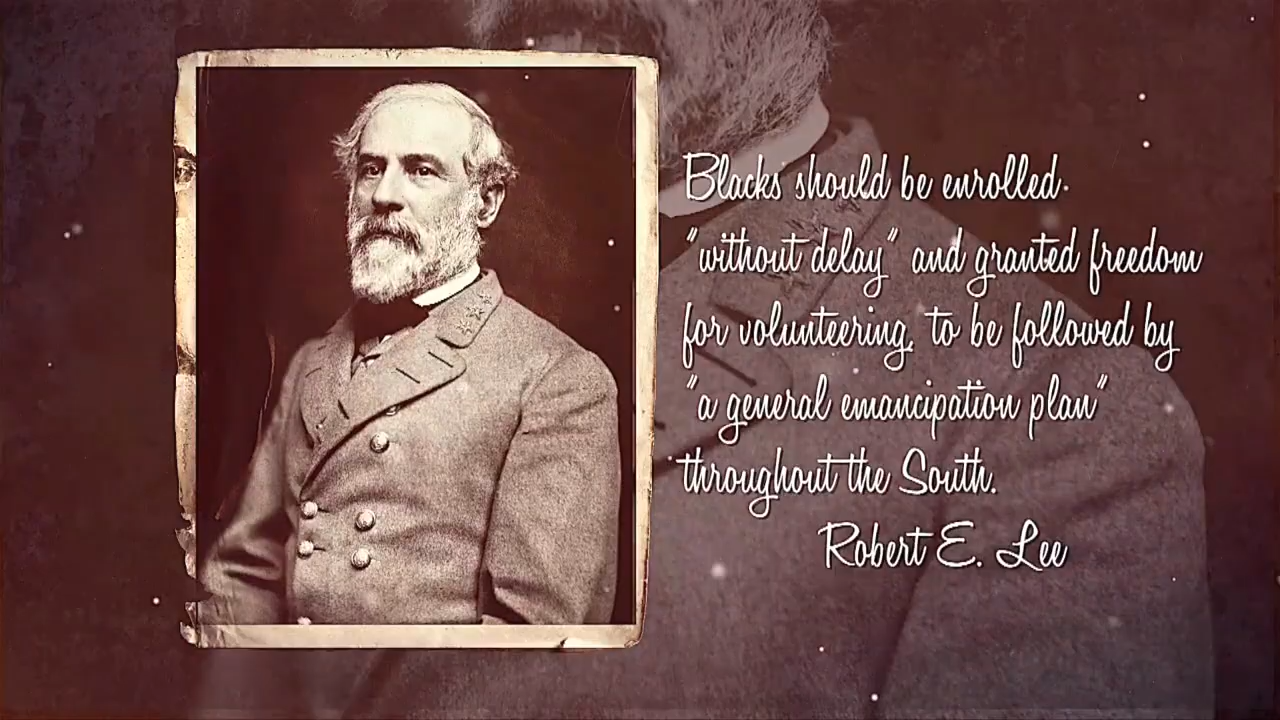 Blacks should be enrolled
"without delay" and granted freedom
for volunteering, to be followed by
"a general emancipation plan"
throughout the South.
Robert E. Lee